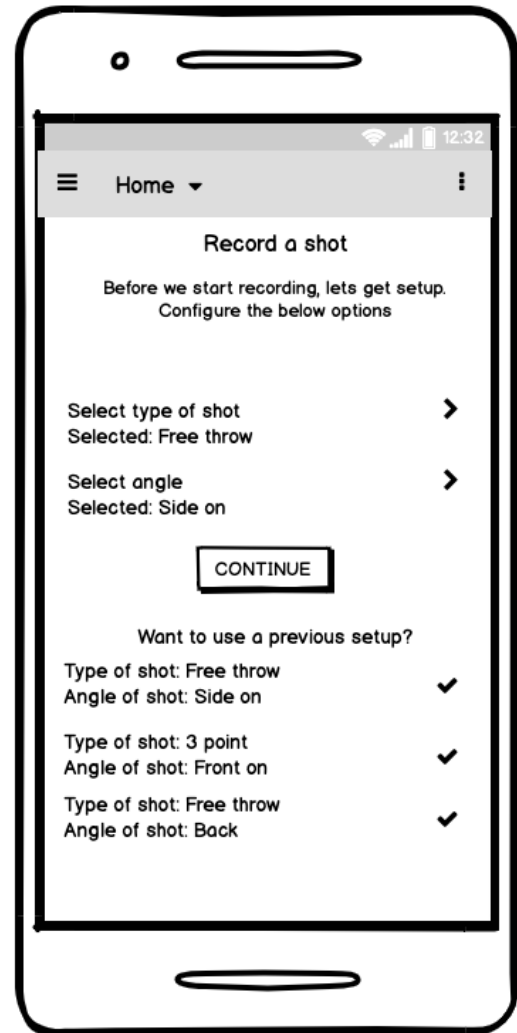 12:32
Home
Record a shot
Before we start recording, lets get setup.
Configure the below options
Select type of shot
Selected: Free throw
Select angle
Selected: Side on
CONTINUE
Want to use a previous setup?
Type of shot: Free throw
Angle of shot: Side on
Type of shot: 3 point
Angle of shot: Front on
Type of shot: Free throw
Angle of shot: Back